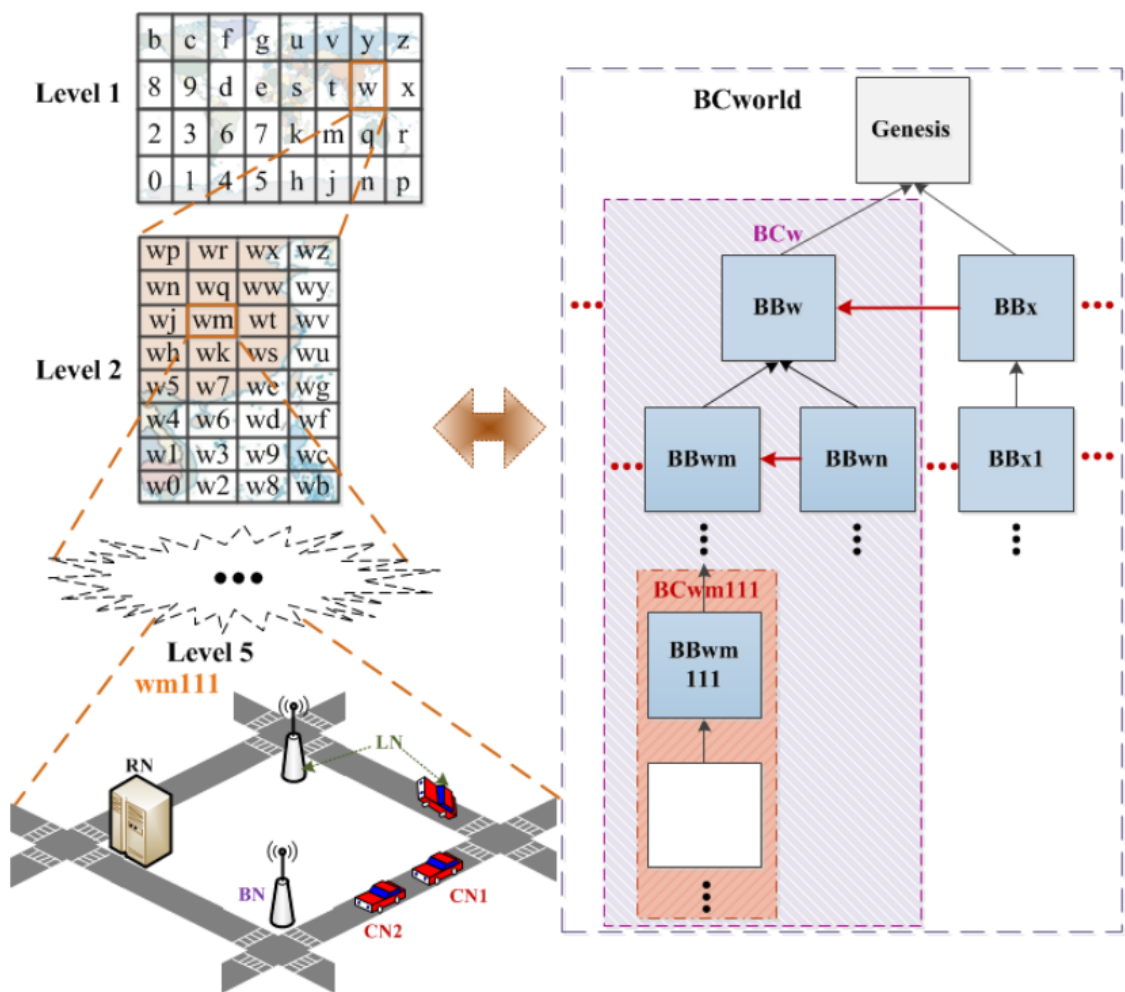 Level 1
b c f g u v y z
8 9 d e s t w x
2 3 6 7 k m q r
0 1 4 5 h j n p
Level 2
wp wr wx wz
wn wq ww wy
wj wm wt wv
wh wk ws wu
w5 w7 we wg
w4 w6 wd wf
w1 w3 w9 wc
w0 w2 w8 wb
Level 5
wm111
RN
LN
BN
CN1
CN2
BCworld
Genesis
BCw
BBw
BBx
BBwm
BBwn
BBx1
BCwm111
BBwm
111